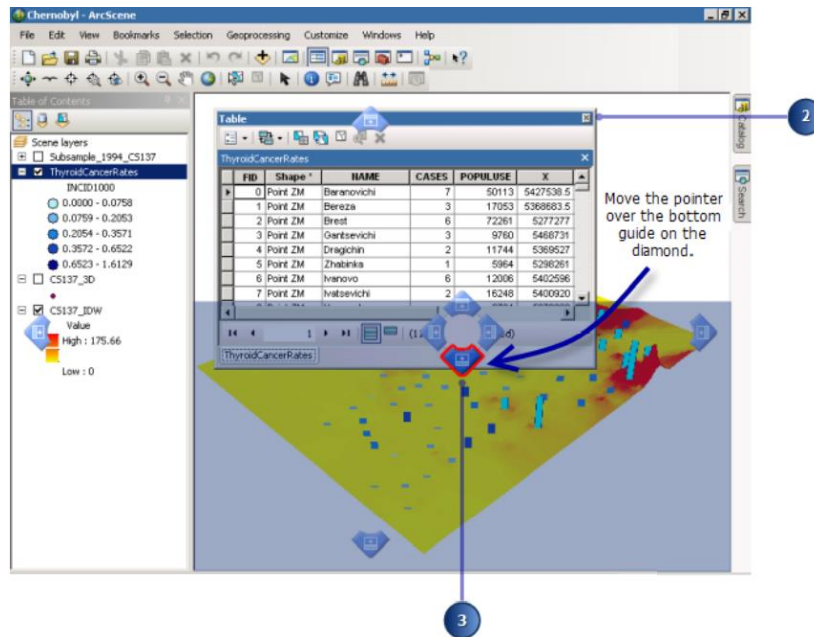 Chernobyl - ArcScene
File Edit View Bookmarks Selection Geoprocessing Customize Windows Help
Table of Contents
Scene layers
Subsample_1994_CS137
ThyroidCancerRates
INCID1000
0.0000 - 0.0758
0.0759 - 0.2053
0.2054 - 0.3571
0.3572 - 0.6522
0.6523 - 1.6129
CS137_3D
CS137_IDW
Value
High : 175.66
Low : 0
Table
ThyroidCancerRates
FID Shape * NAME CASES POPULUSE X
0 Point ZM Baranovichi 7 50113 5427538.5
1 Point ZM Bereza 3 17053 5368683.5
2 Point ZM Brest 6 72261 5277277
3 Point ZM Gantsevichi 3 9760 5468731
4 Point ZM Dragichin 2 11744 5369527
5 Point ZM Zhabinka 1 5964 5298261
6 Point ZM Ivanovo 6 12086 5402596
7 Point ZM Ivatsevichi 2 16248 5400920
1
ThyroidCancerRates
Move the pointer
over the bottom
guide on the
diamond.
Catalog
Search
2
3